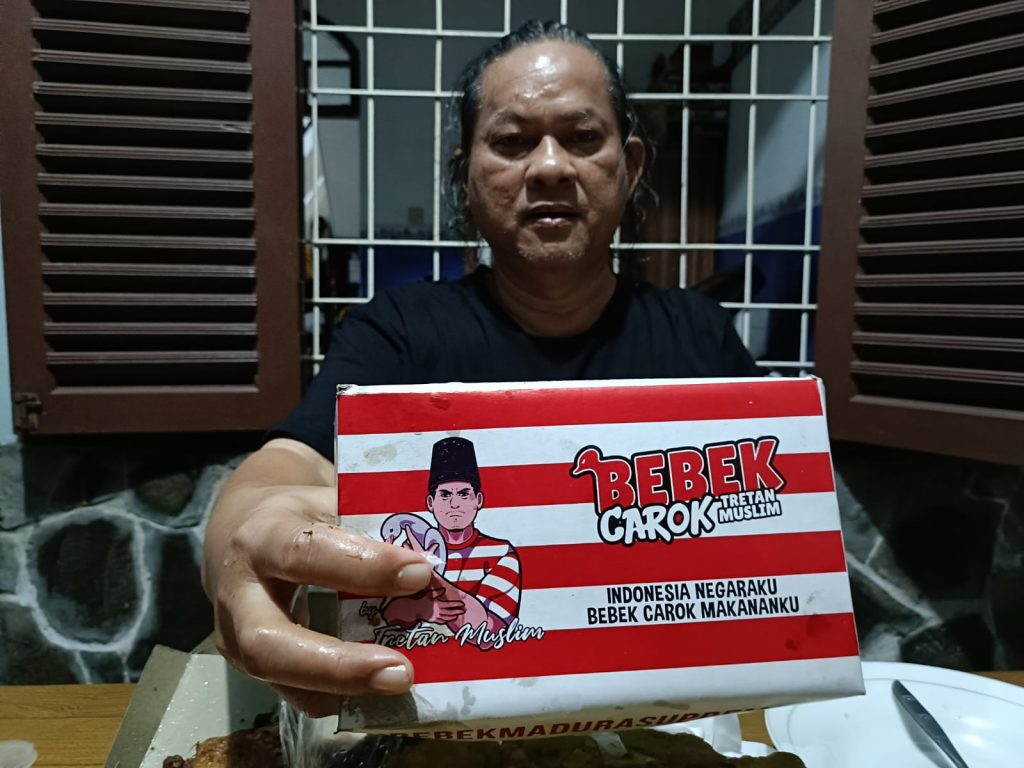 BEBEK
CAROK
TRETAN
MUSLIM
INDONESIA NEGARAKU
BEBEK CAROK MAKANANKU
by
Tretan Muslim